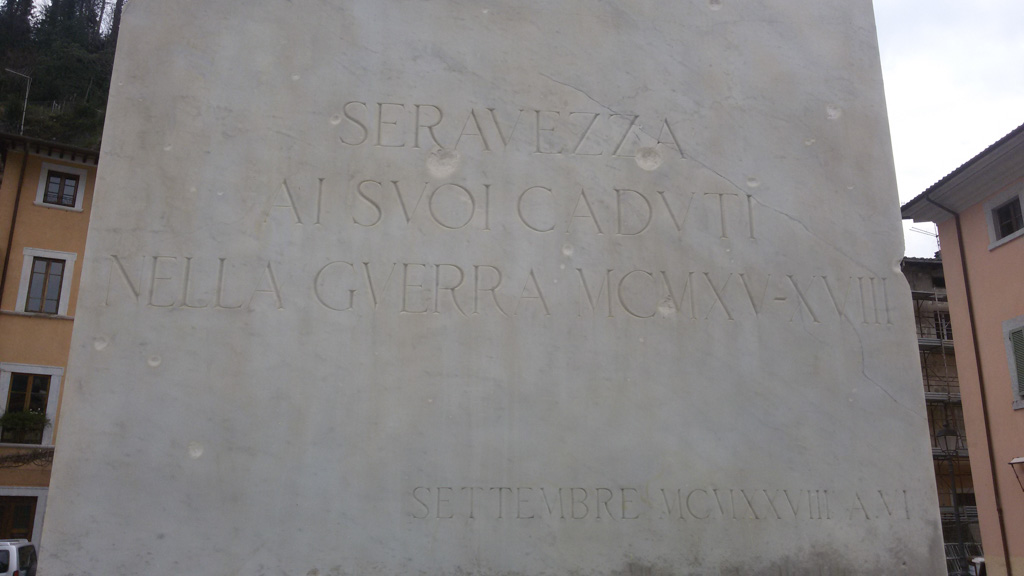 SERAVEZZA
AI SVOI CADVTI
NELLA GVERRA MCMXV-XVIII
SETTEMBRE MCMXXVIII A.VI